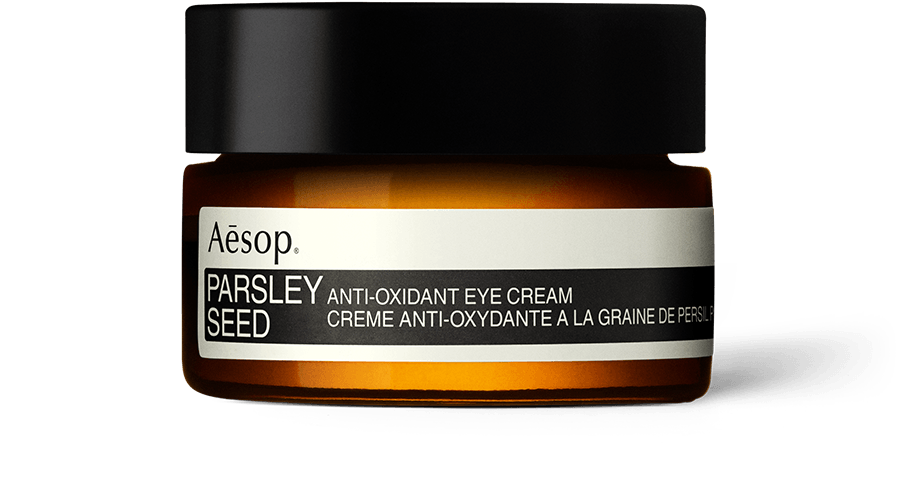 Aēsop®
PARSLEY SEED
ANTI-OXIDANT EYE CREAM
CREME ANTI-OXYDANTE A LA GRAINE DE PERSIL